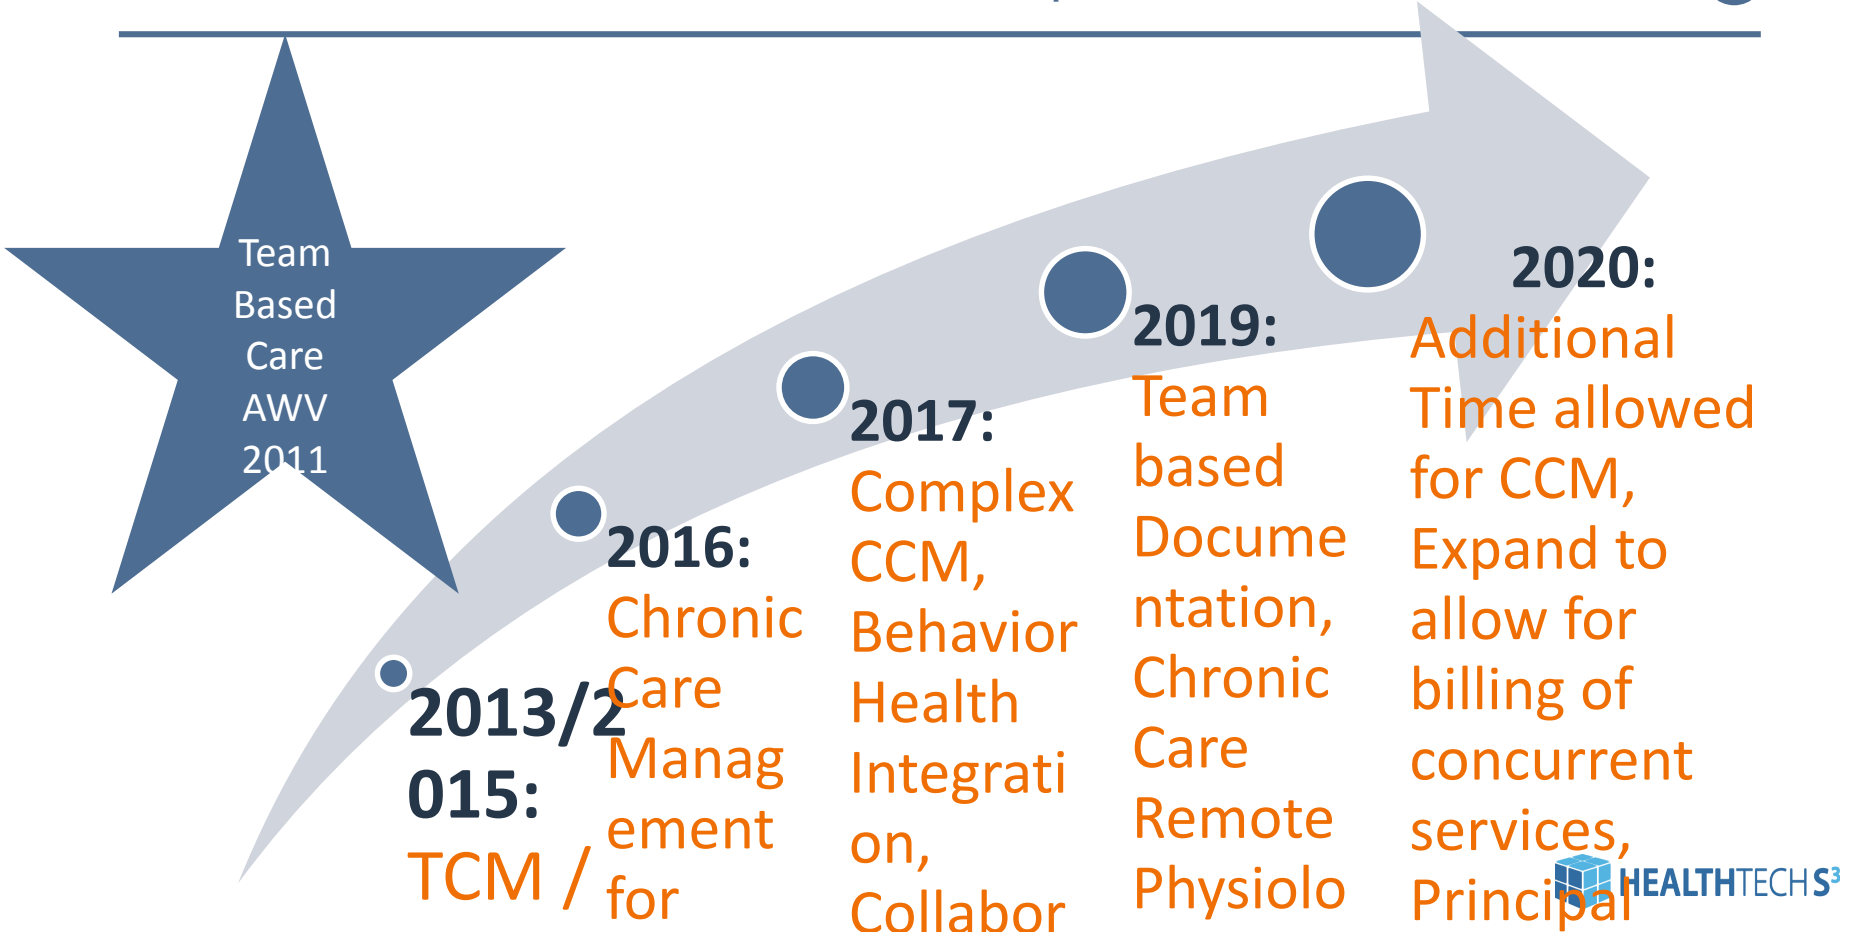 Team
Based
Care
AWV
2011
2013/2
015:
TCM /
2016:
Chronic
Care
Manag
ement
for
2017:
Complex
CCM,
Behavior
Health
Integrati
on,
Collabor
2019:
Team
based
Docume
ntation,
Chronic
Care
Remote
Physiolo
2020:
Additional
Time allowed
for CCM,
Expand to
allow for
billing of
concurrent
services,
Principal
HEALTHTECH S³